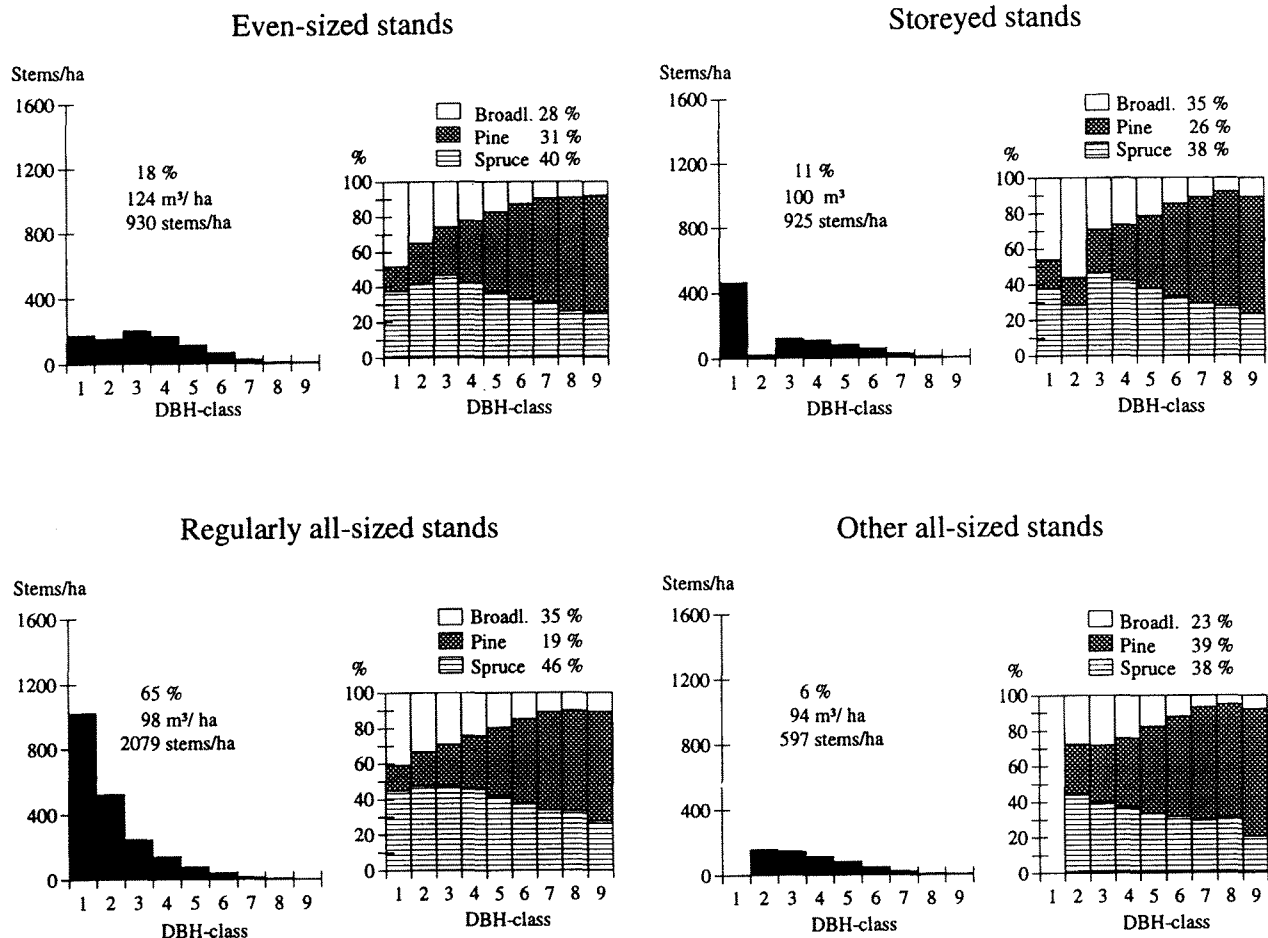 Even-sized stands
Stems/ha
1600
1200
800
400
0
18 %
124 m³/ ha
930 stems/ha
1 2 3 4 5 6 7 8 9
DBH-class
Broadl. 28 %
Pine 31 %
Spruce 40 %
%
100
80
60
40
20
0
1 2 3 4 5 6 7 8 9
DBH-class
Storeyed stands
Stems/ha
1600
1200
800
400
0
11 %
100 m³
925 stems/ha
1 2 3 4 5 6 7 8 9
DBH-class
Broadl. 35 %
Pine 26 %
Spruce 38 %
%
100
80
60
40
20
0
1 2 3 4 5 6 7 8 9
DBH-class
Regularly all-sized stands
Stems/ha
1600
1200
800
400
0
65 %
98 m³/ ha
2079 stems/ha
1 2 3 4 5 6 7 8 9
DBH-class
Broadl. 35 %
Pine 19 %
Spruce 46 %
%
100
80
60
40
20
0
1 2 3 4 5 6 7 8 9
DBH-class
Other all-sized stands
Stems/ha
1600
1200
800
400
0
6 %
94 m³/ ha
597 stems/ha
1 2 3 4 5 6 7 8 9
DBH-class
Broadl. 23 %
Pine 39 %
Spruce 38 %
%
100
80
60
40
20
0
1 2 3 4 5 6 7 8 9
DBH-class